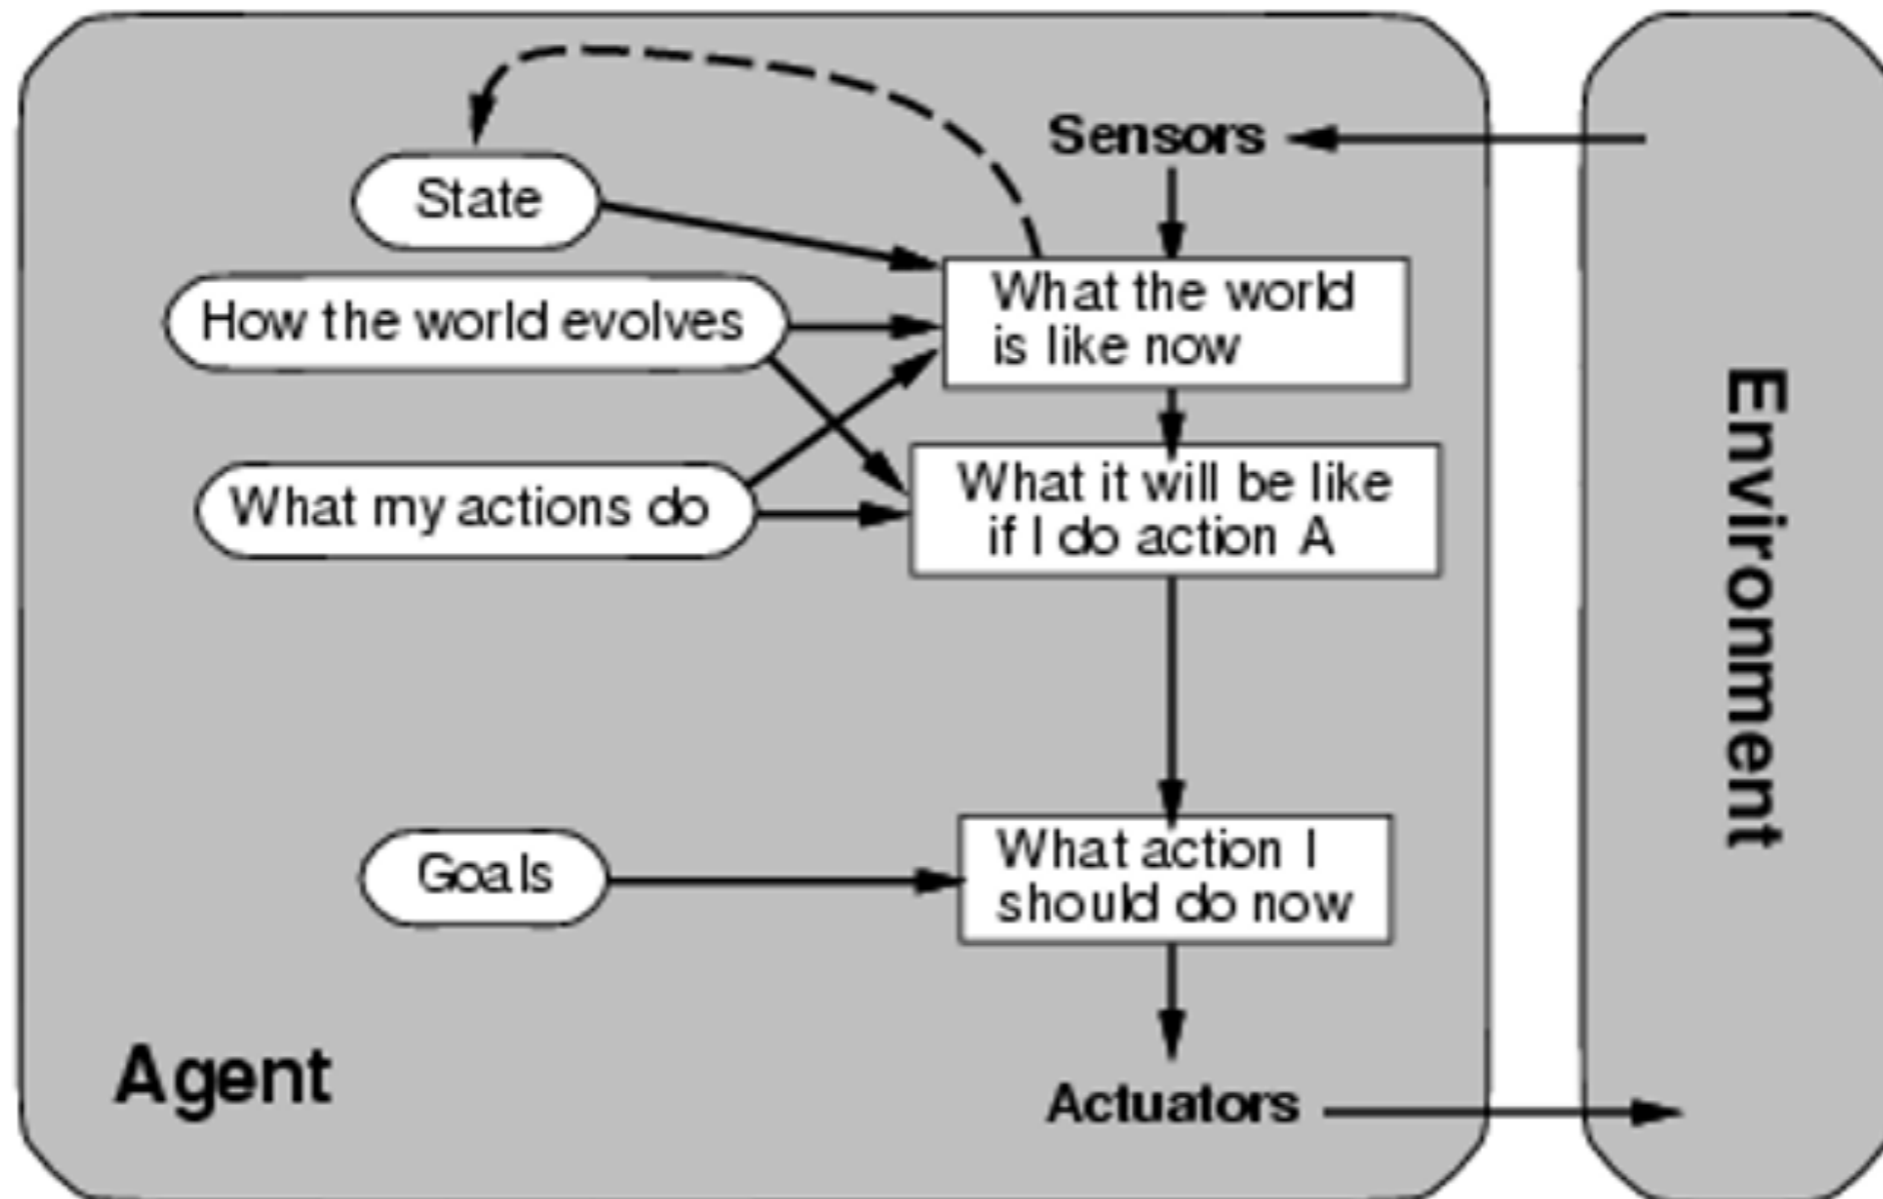 Sensors
State
What the world
is like now
How the world evolves
What it will be like
if I do action A
What my actions do
Environment
What action I
should do now
Goals
Agent
Actuators